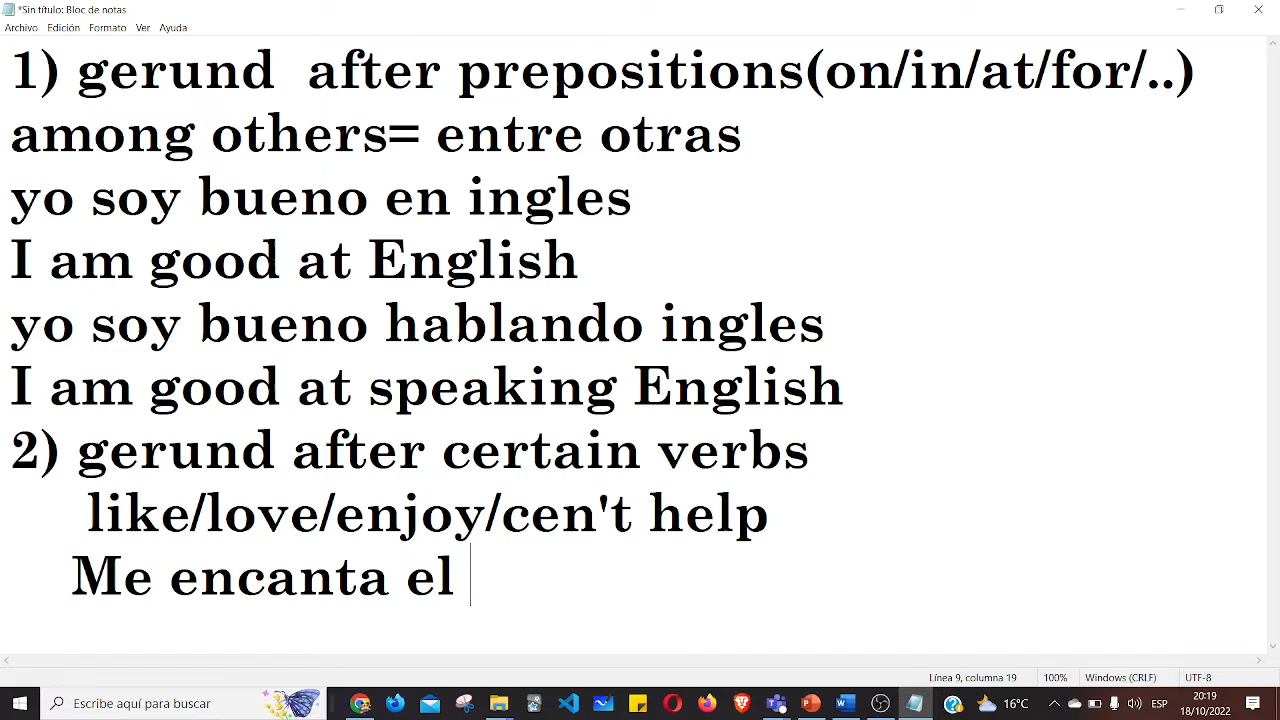 *Sin título: Bloc de notas
Archivo Edición Formato Ver Ayuda
1) gerund  after prepositions(on/in/at/for/..)
among others= entre otras
yo soy bueno en ingles
I am good at English
yo soy bueno hablando ingles
I am good at speaking English
2) gerund after certain verbs
like/love/enjoy/cen't help
Me encanta el
Línea 9, columna 19 100% Windows (CRLF) UTF-8
Escribe aquí para buscar 16°C ESP 20:19
18/10/2022